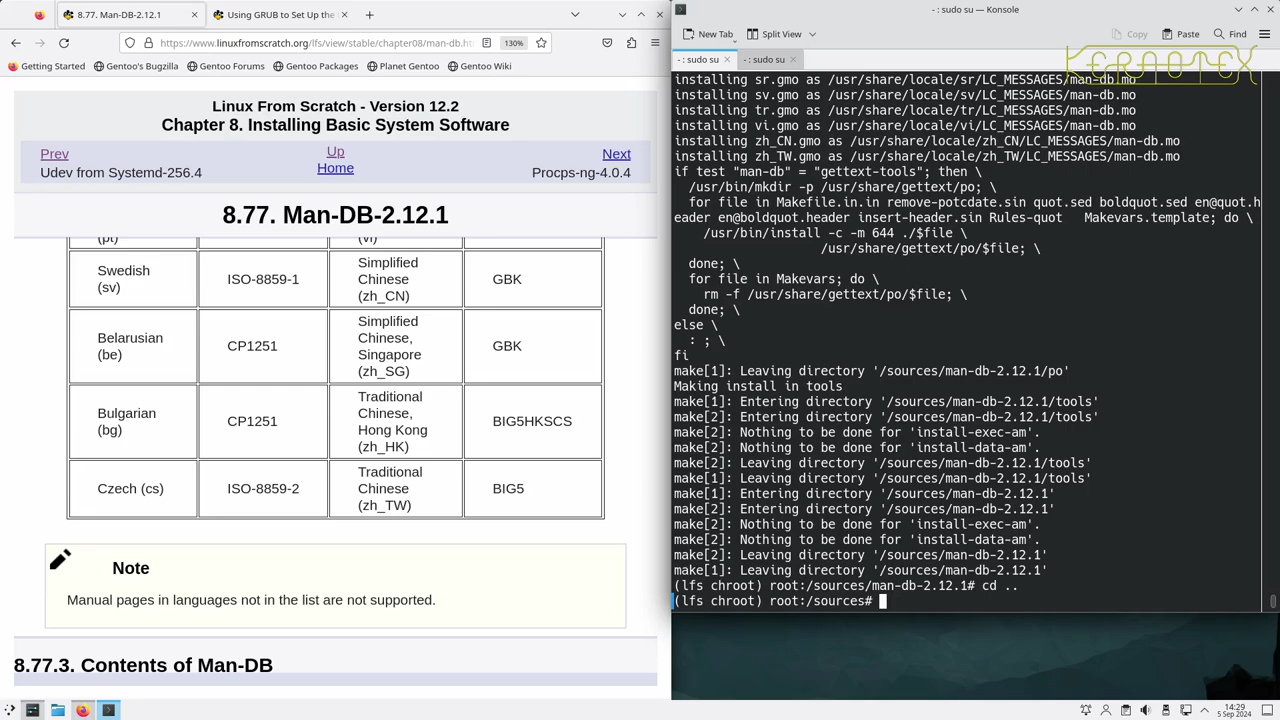 8.77. Man-DB-2.12.1
Using GRUB to Set Up the
- : sudo su — Konsole
https://www.linuxfromscratch.org/lfs/view/stable/chapter08/man-db.ht
130%
New Tab
Split View
Copy
Paste
Find
Getting Started
Gentoo's Bugzilla
Gentoo Forums
Gentoo Packages
Planet Gentoo
Gentoo Wiki
- : sudo su
- : sudo su
KERNOTEX
Linux From Scratch - Version 12.2
Chapter 8. Installing Basic System Software
Prev
Up
Next
Udev from Systemd-256.4
Home
Procps-ng-4.0.4
8.77. Man-DB-2.12.1
(pt)
(vi)
Swedish
(sv)
ISO-8859-1
Simplified
Chinese
(zh_CN)
GBK
Belarusian
(be)
CP1251
Simplified
Chinese,
Singapore
(zh_SG)
GBK
Bulgarian
(bg)
CP1251
Traditional
Chinese,
Hong Kong
(zh_HK)
BIG5HKSCS
Czech (cs)
ISO-8859-2
Traditional
Chinese
(zh_TW)
BIG5
Note
Manual pages in languages not in the list are not supported.
8.77.3. Contents of Man-DB
installing sr.gmo as /usr/share/locale/sr/LC_MESSAGES/man-db.mo
installing sv.gmo as /usr/share/locale/sv/LC_MESSAGES/man-db.mo
installing tr.gmo as /usr/share/locale/tr/LC_MESSAGES/man-db.mo
installing vi.gmo as /usr/share/locale/vi/LC_MESSAGES/man-db.mo
installing zh_CN.gmo as /usr/share/locale/zh_CN/LC_MESSAGES/man-db.mo
installing zh_TW.gmo as /usr/share/locale/zh_TW/LC_MESSAGES/man-db.mo
if test "man-db" = "gettext-tools"; then \
/usr/bin/mkdir -p /usr/share/gettext/po; \
for file in Makefile.in.in remove-potcdate.sin quot.sed boldquot.sed en@quot.h
eader en@boldquot.header insert-header.sin Rules-quot Makevars.template; do \
/usr/bin/install -c -m 644 ./$file \
/usr/share/gettext/po/$file; \
done; \
for file in Makevars; do \
rm -f /usr/share/gettext/po/$file; \
done; \
else \
: ; \
fi
make[1]: Leaving directory '/sources/man-db-2.12.1/po'
Making install in tools
make[1]: Entering directory '/sources/man-db-2.12.1/tools'
make[2]: Entering directory '/sources/man-db-2.12.1/tools'
make[2]: Nothing to be done for 'install-exec-am'.
make[2]: Nothing to be done for 'install-data-am'.
make[2]: Leaving directory '/sources/man-db-2.12.1/tools'
make[1]: Leaving directory '/sources/man-db-2.12.1/tools'
make[1]: Entering directory '/sources/man-db-2.12.1'
make[2]: Entering directory '/sources/man-db-2.12.1'
make[2]: Nothing to be done for 'install-exec-am'.
make[2]: Nothing to be done for 'install-data-am'.
make[2]: Leaving directory '/sources/man-db-2.12.1'
make[1]: Leaving directory '/sources/man-db-2.12.1'
(lfs chroot) root:/sources/man-db-2.12.1# cd ..
(lfs chroot) root:/sources#
14:29
5 Sep 2024